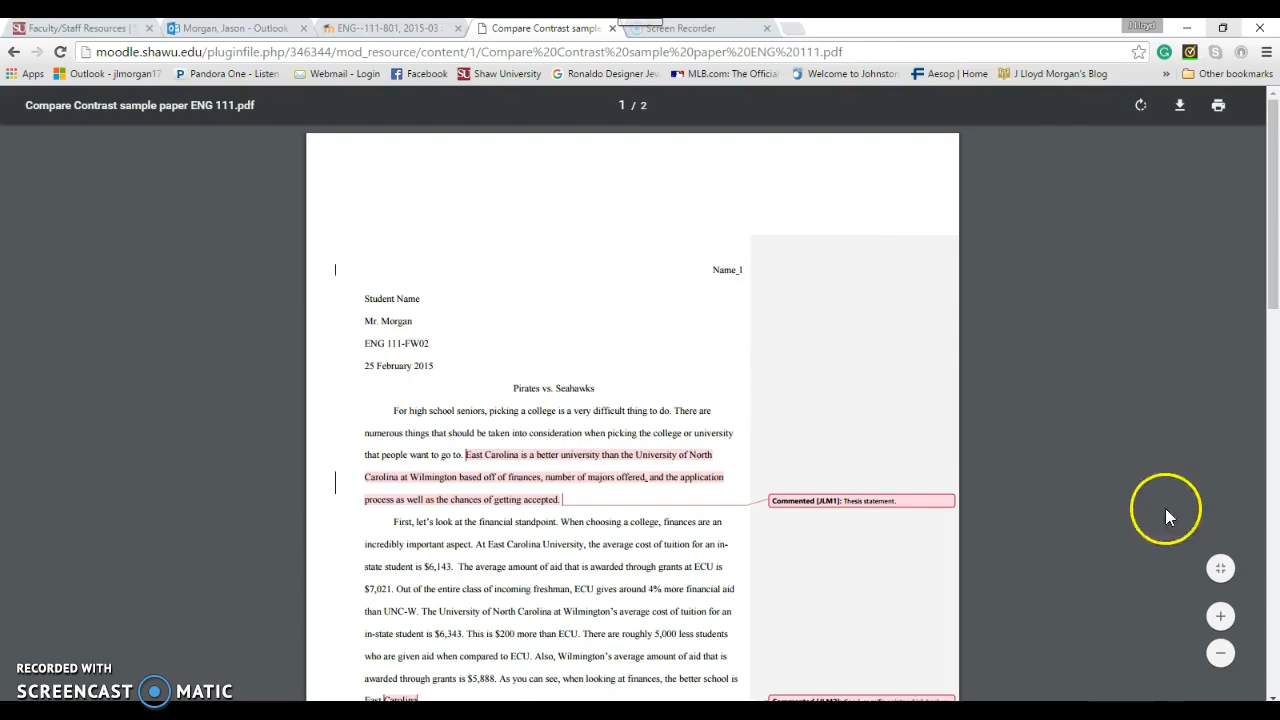 Faculty/Staff Resources |
Morgan, Jason - Outlook
ENG--111-801, 2015-03
Compare Contrast sample
Screen Recorder
J Lloyd
moodle.shawu.edu/pluginfile.php/346344/mod_resource/content/1/Compare%20Contrast%20sample%20paper%20ENG%20111.pdf
Apps
Outlook - jlmorgan17
Pandora One - Listen
Webmail - Login
Facebook
Shaw University
Ronaldo Designer Jew
MLB.com: The Official
Welcome to Johnston
Aesop | Home
J Lloyd Morgan's Blog
»
Other bookmarks
Compare Contrast sample paper ENG 111.pdf
1 / 2
Name_1
Student Name
Mr. Morgan
ENG 111-FW02
25 February 2015
Pirates vs. Seahawks
For high school seniors, picking a college is a very difficult thing to do. There are
numerous things that should be taken into consideration when picking the college or university
that people want to go to. East Carolina is a better university than the University of North
Carolina at Wilmington based off of finances, number of majors offered, and the application
process as well as the chances of getting accepted.
Commented [JLM1]: Thesis statement.
First, let's look at the financial standpoint. When choosing a college, finances are an
incredibly important aspect. At East Carolina University, the average cost of tuition for an in-
state student is $6,143. The average amount of aid that is awarded through grants at ECU is
$7,021. Out of the entire class of incoming freshman, ECU gives around 4% more financial aid
than UNC-W. The University of North Carolina at Wilmington's average cost of tuition for an
in-state student is $6,343. This is $200 more than ECU. There are roughly 5,000 less students
who are given aid when compared to ECU. Also, Wilmington's average amount of aid that is
awarded through grants is $5,888. As you can see, when looking at finances, the better school is
East Carolina
RECORDED WITH
SCREENCAST MATIC